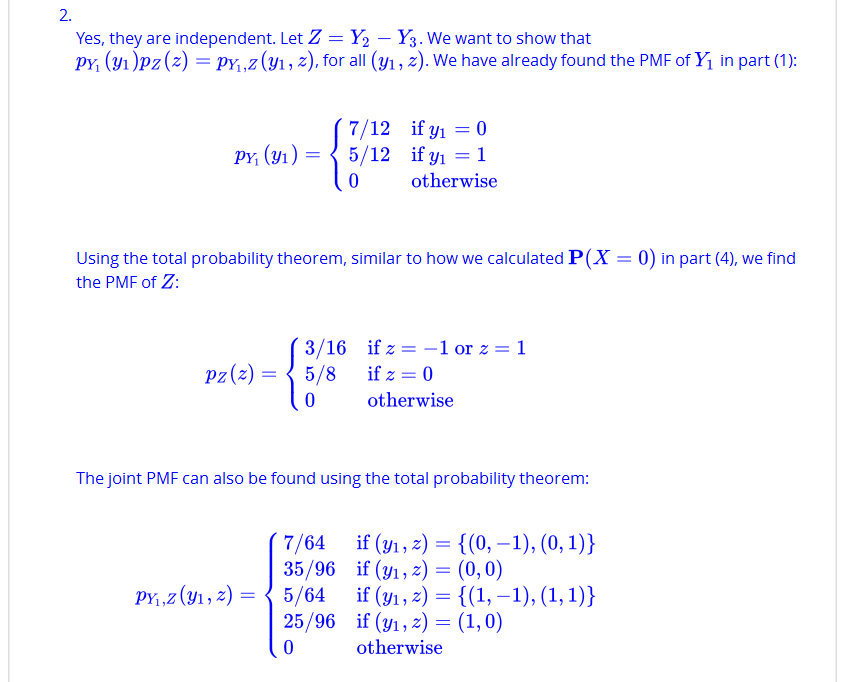 2.
Yes, they are independent. Let Z = Y₂ − Y₃. We want to show that
p_{Y₁}(y₁)p_Z(z) = p_{Y₁,Z}(y₁, z), for all (y₁, z). We have already found the PMF of Y₁ in part (1):
p_{Y₁}(y₁) = { 7/12 if y₁ = 0
5/12 if y₁ = 1
0 otherwise
Using the total probability theorem, similar to how we calculated P(X = 0) in part (4), we find
the PMF of Z:
p_Z(z) = { 3/16 if z = −1 or z = 1
5/8 if z = 0
0 otherwise
The joint PMF can also be found using the total probability theorem:
p_{Y₁,Z}(y₁, z) = { 7/64 if (y₁, z) = {(0, −1), (0, 1)}
35/96 if (y₁, z) = (0, 0)
5/64 if (y₁, z) = {(1, −1), (1, 1)}
25/96 if (y₁, z) = (1, 0)
0 otherwise